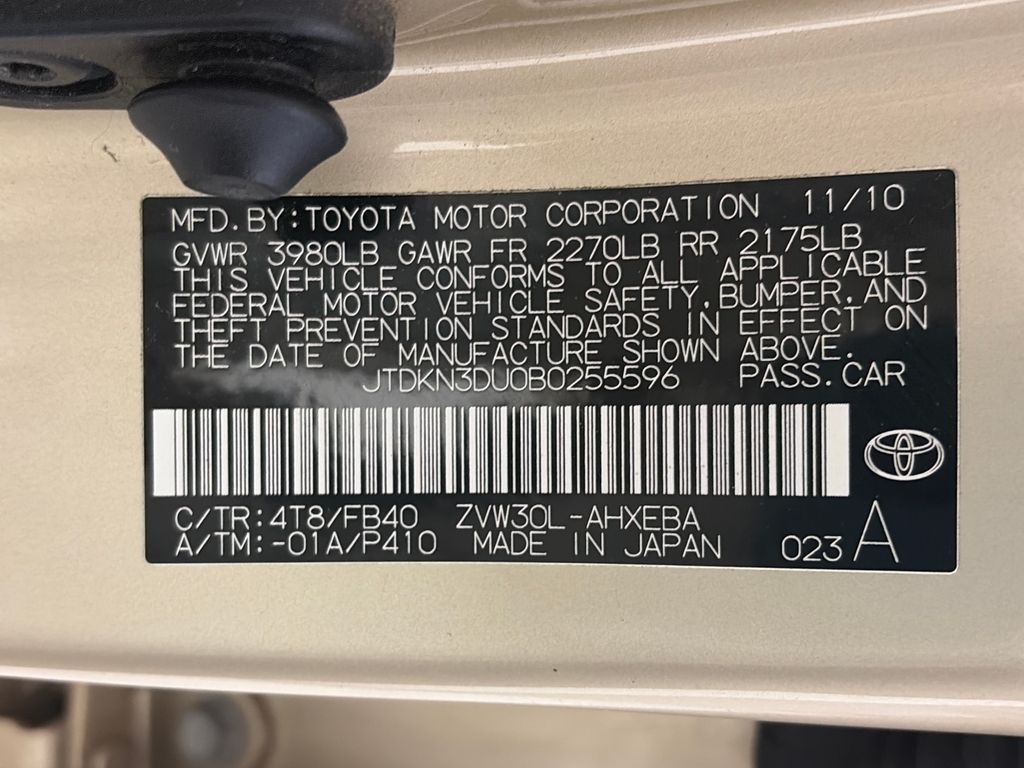 MFD. BY: TOYOTA MOTOR CORPORATION 11/10
GVWR 3980LB GAWR FR 2270LB RR 2175LB
THIS VEHICLE CONFORMS TO ALL APPLICABLE
FEDERAL MOTOR VEHICLE SAFETY, BUMPER, AND
THEFT PREVENTION STANDARDS IN EFFECT ON
THE DATE OF MANUFACTURE SHOWN ABOVE.
JTDKN3DU0B0255596 PASS. CAR
C/TR: 4T8/FB40 ZVW30L-AHXEBA
A/TM: -01A/P410 MADE IN JAPAN 023 A